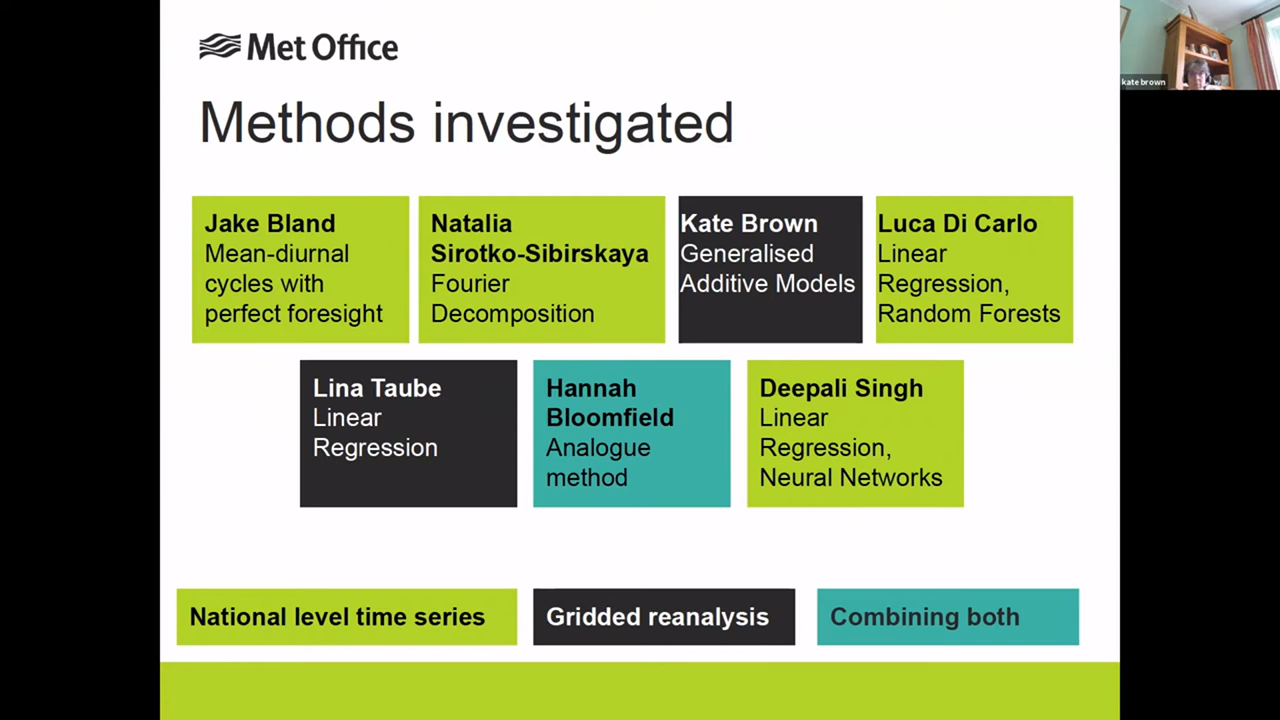 Met Office
kate brown
Methods investigated
Jake Bland
Mean-diurnal
cycles with
perfect foresight
Natalia
Sirotko-Sibirskaya
Fourier
Decomposition
Kate Brown
Generalised
Additive Models
Luca Di Carlo
Linear
Regression,
Random Forests
Lina Taube
Linear
Regression
Hannah
Bloomfield
Analogue
method
Deepali Singh
Linear
Regression,
Neural Networks
National level time series
Gridded reanalysis
Combining both